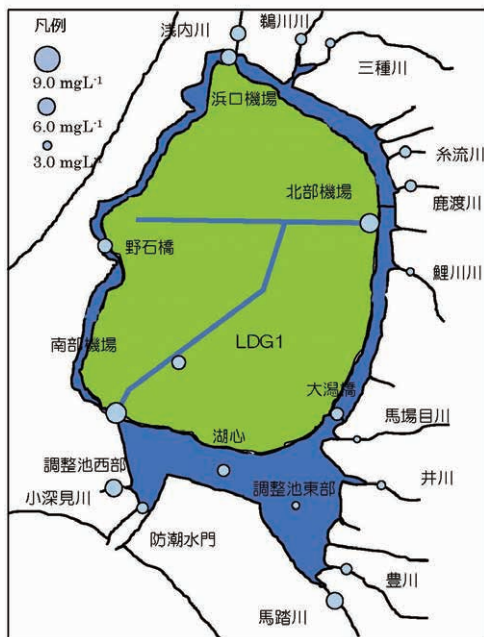 凡例
9.0 mgL⁻¹
6.0 mgL⁻¹
3.0 mgL⁻¹
浅内川
鵜川川
三種川
浜口機場
糸流川
北部機場
鹿渡川
野石橋
鯉川川
南部機場
LDG1
大潟橋
馬場目川
湖心
調整池西部
井川
小深見川
調整池東部
防潮水門
豊川
馬踏川